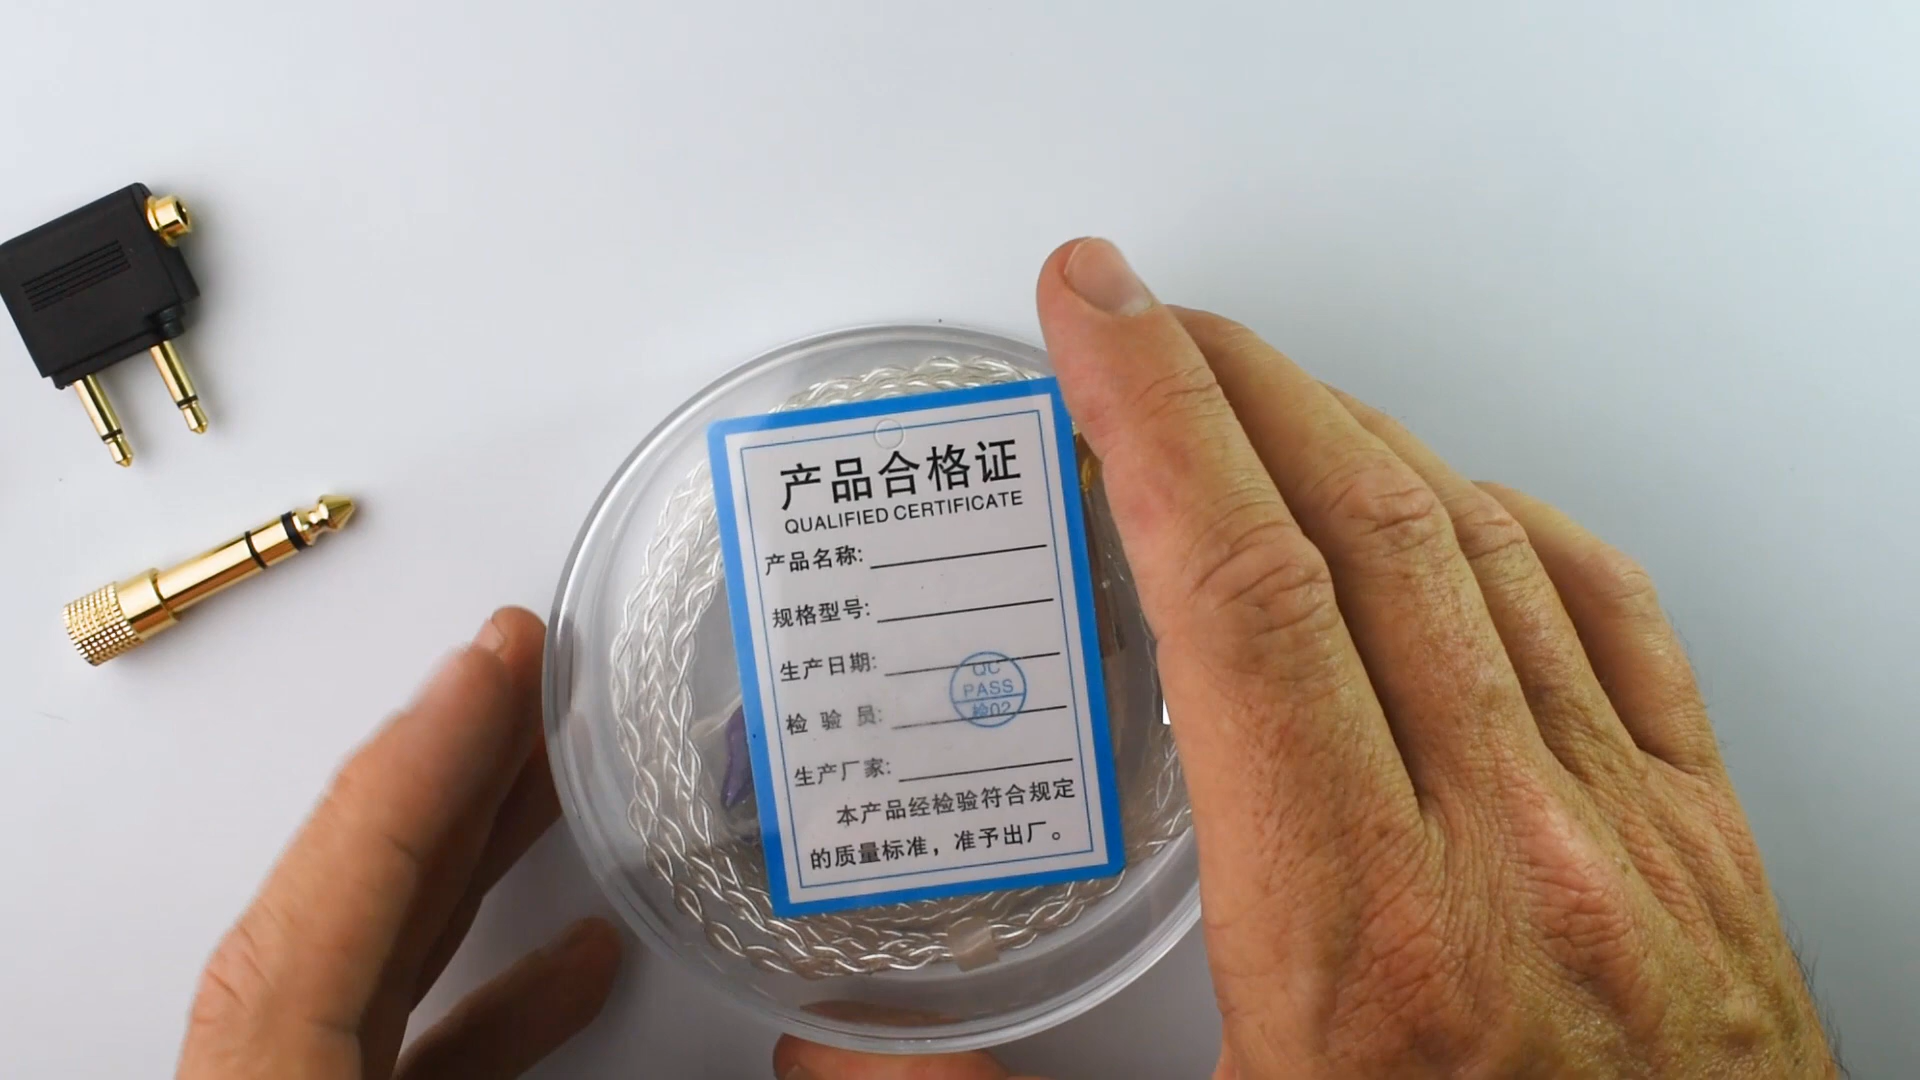 产品合格证
QUALIFIED CERTIFICATE
产品名称:
规格型号:
生产日期:
QC
PASS
检 验 员:
检02
生产厂家:
本产品经检验符合规定
的质量标准，准予出厂。